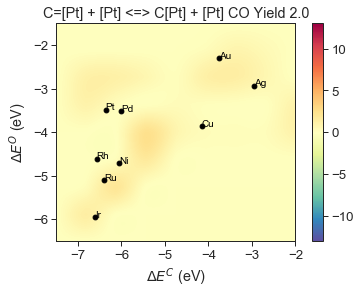 C=[Pt] + [Pt] <=> C[Pt] + [Pt] CO Yield 2.0
ΔE^O (eV)
−2
−3
−4
−5
−6
Au
Ag
Pt
Pd
Cu
Rh
Ni
Ru
Ir
−7
−6
−5
−4
−3
−2
ΔE^C (eV)
10
5
0
−5
−10